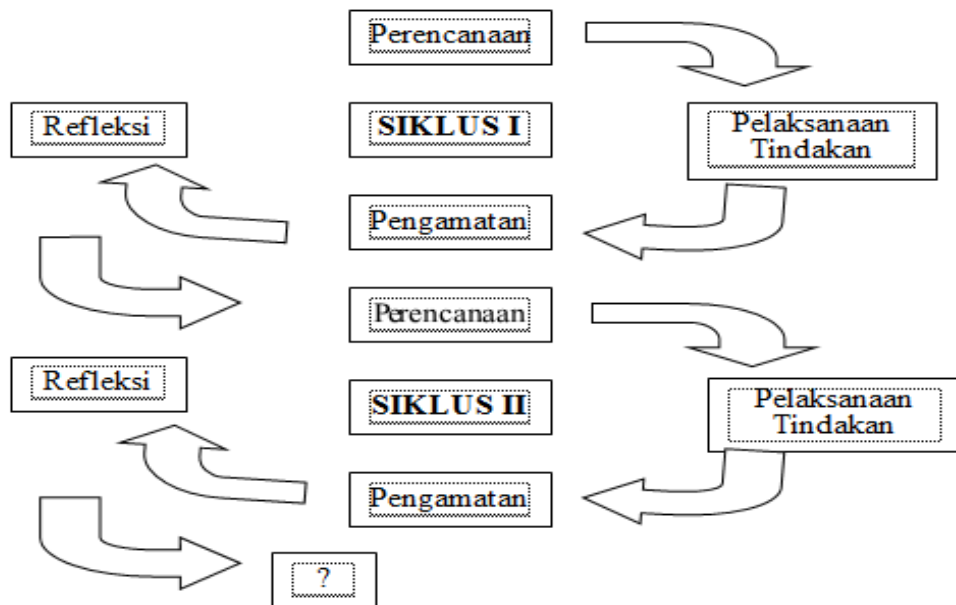 Perencanaan
Refleksi
SIKLUS I
Pelaksanaan
Tindakan
Pengamatan
Perencanaan
Refleksi
SIKLUS II
Pelaksanaan
Tindakan
Pengamatan
?